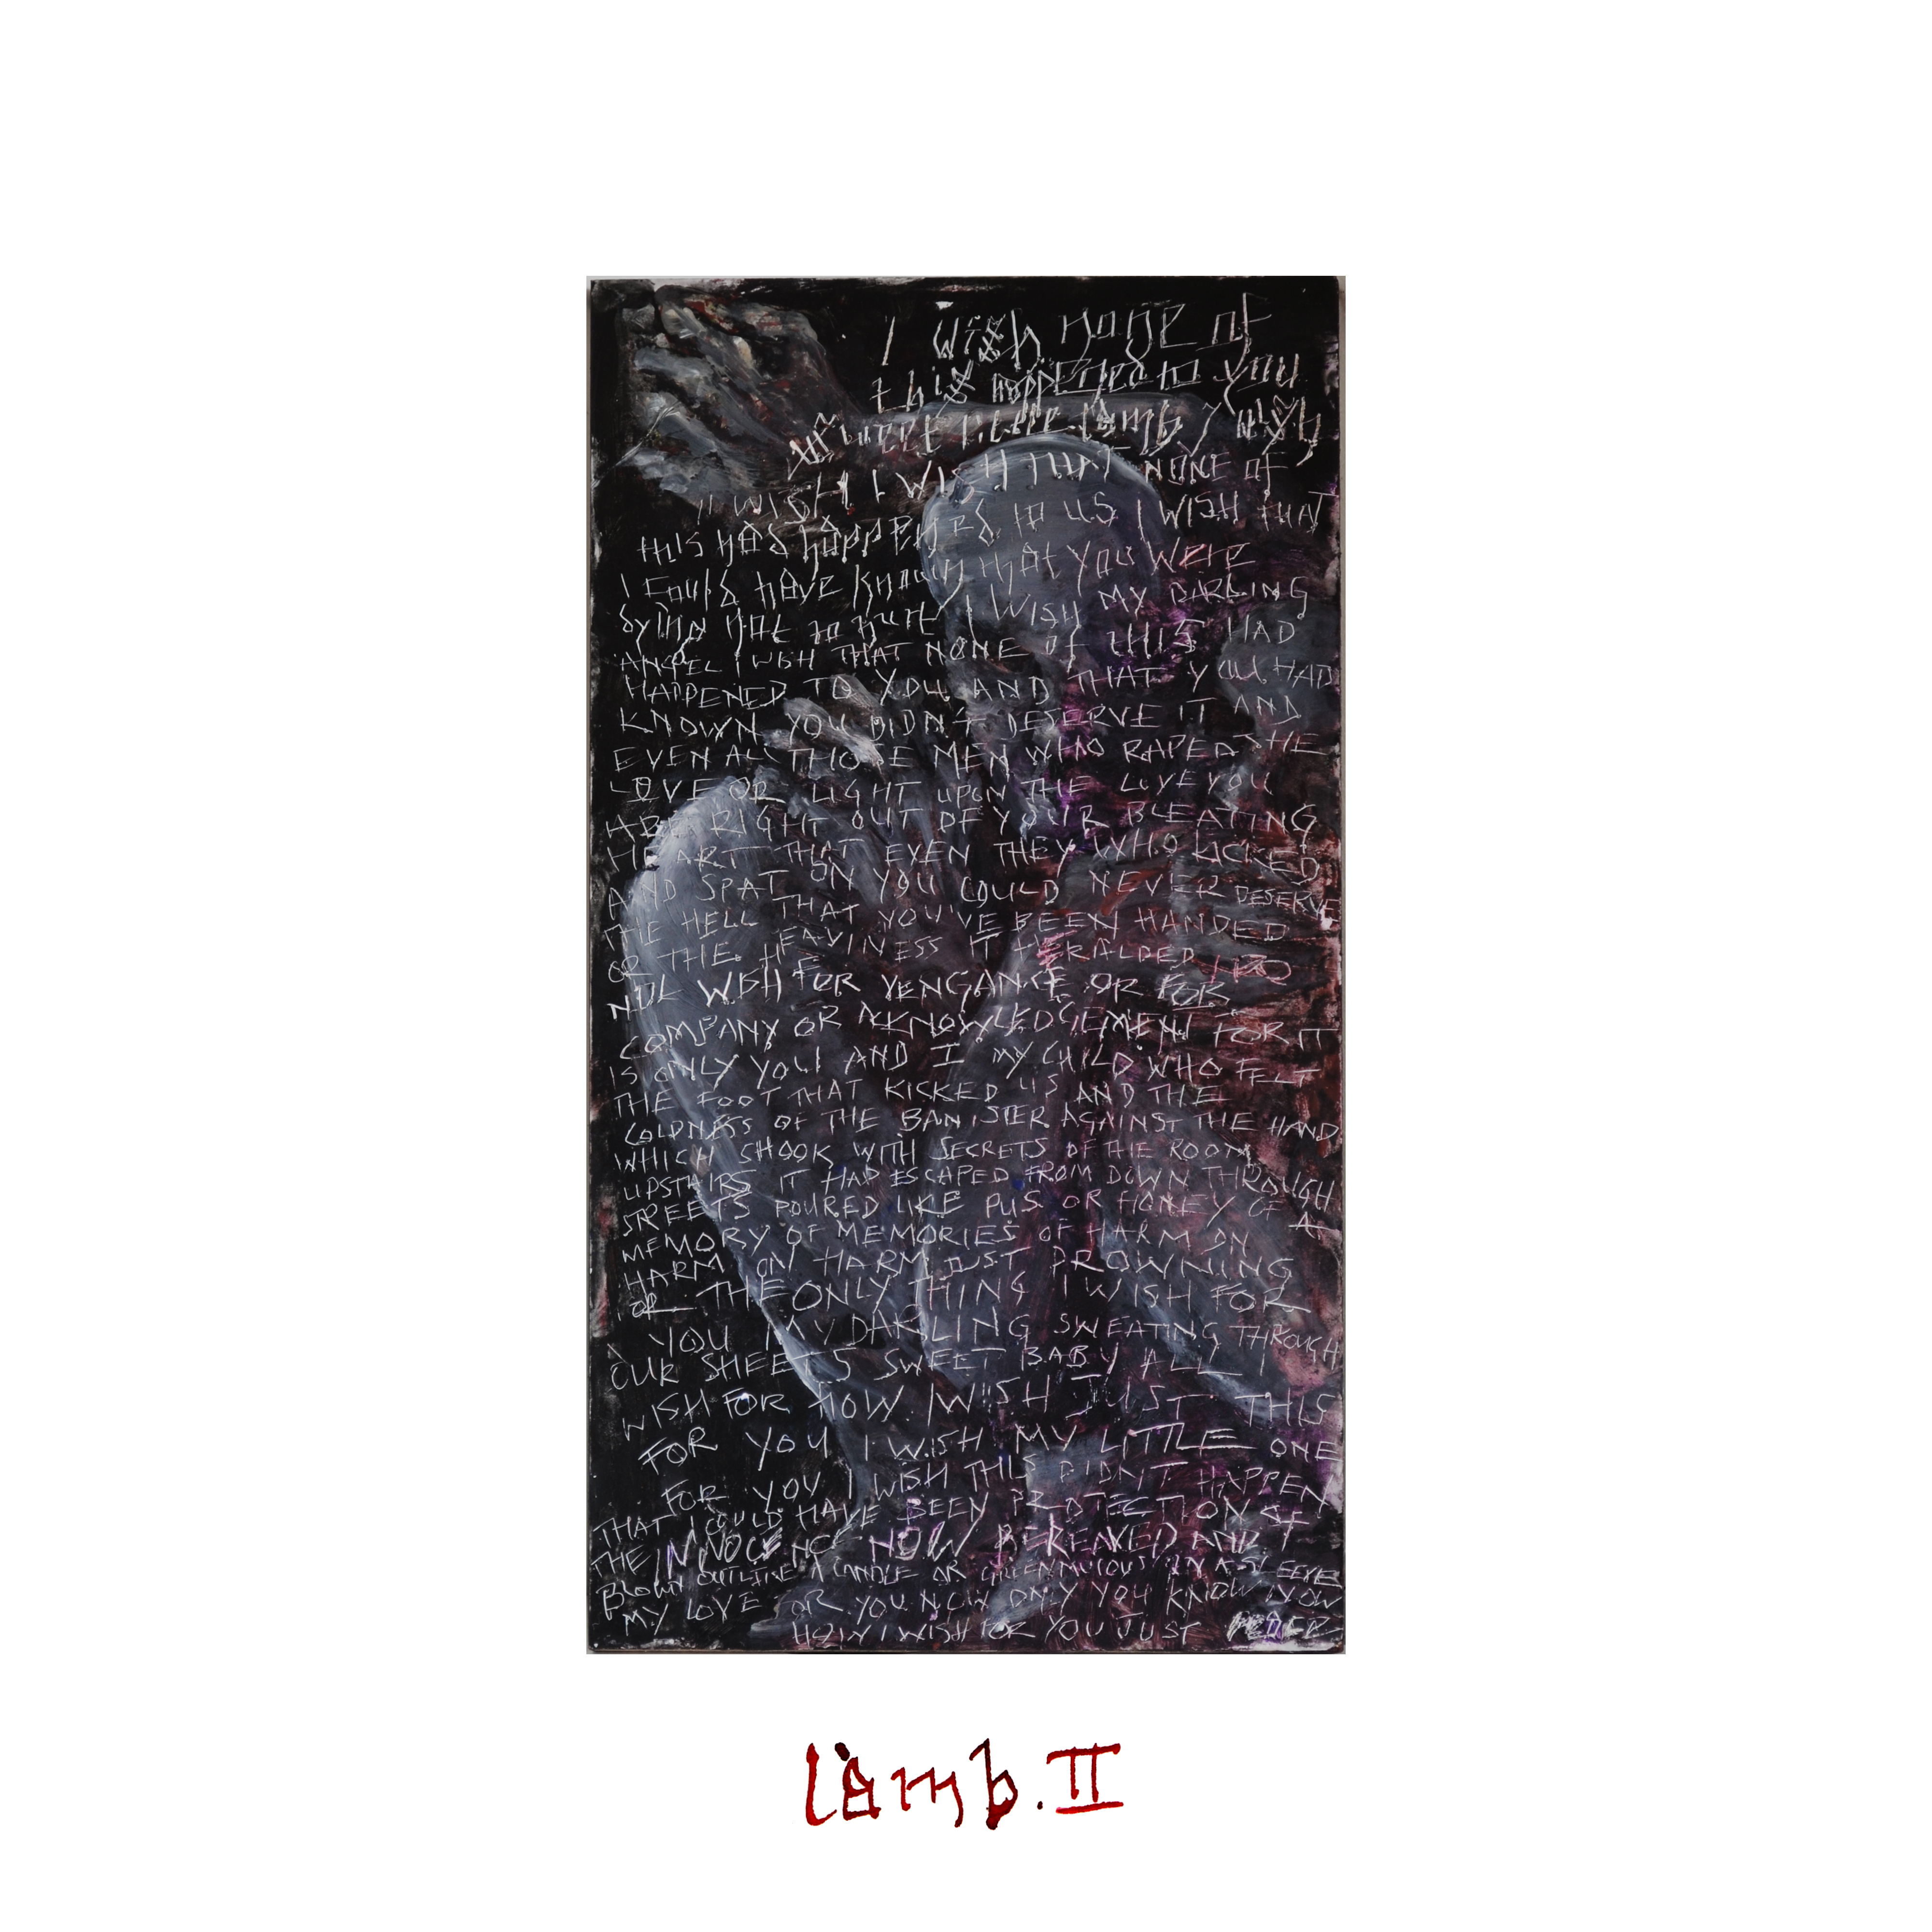 I wish none of
this happened to you
sweet little lamb I wish
I WISH I WISH THAT NONE OF
this had happened to US I WISH THAT
I could have known that you WERE
dying not to hurt I WISH MY DARLING
ANGEL I WISH THAT NONE OF THIS HAD
HAPPENED TO YOU AND THAT YOU HAD
KNOWN YOU DIDN'T DESERVE IT AND
EVEN ALL THOSE MEN WHO RAPED THE
LOVE OR LIGHT UPON THE LOVE YOU
ARE RIGHT OUT OF YOUR BLEATING
HEART THAT EVEN THEY WHO KICKED
AND SPAT ON YOU COULD NEVER DESERVE
THE HELL THAT YOU'VE BEEN HANDED
OR THE HEAVINESS IT HERALDED I DO
NOT WISH FOR VENGANCE OR FOR
COMPANY OR AKNOWLEDGEMENT FOR IT
IS ONLY YOU AND I MY CHILD WHO FELT
THE FOOT THAT KICKED US AND THE
COLDNESS OF THE BANISTER AGAINST THE HAND
WHICH SHOOK WITH SECRETS OF THE ROOM
UPSTAIRS IT HAD ESCAPED FROM DOWN THROUGH
STREETS POURED LIKE PUS OR HONEY OF A
MEMORY OF MEMORIES OF HARM ON
HARM ON HARM JUST DROWNING
OR THE ONLY THING I WISH FOR
YOU MY DARLING SWEATING THROUGH
OUR SHEETS SWEET BABY ALL I
WISH FOR HOW I WISH JUST THIS
FOR YOU I WISH MY LITTLE ONE
FOR YOU I WISH THIS DIDN'T HAPPEN
THAT I COULD HAVE BEEN PROTECTION OF
THE INNOCENCE NOW BEREAVED AND
BLOWN OUT LIKE A CANDLE OR GREEN MUCOUS IN A SLEEVE
MY LOVE OR YOU NOW ONLY YOU KNOW NOW
HOW I WISH FOR YOU JUST PEACE
lamb. II